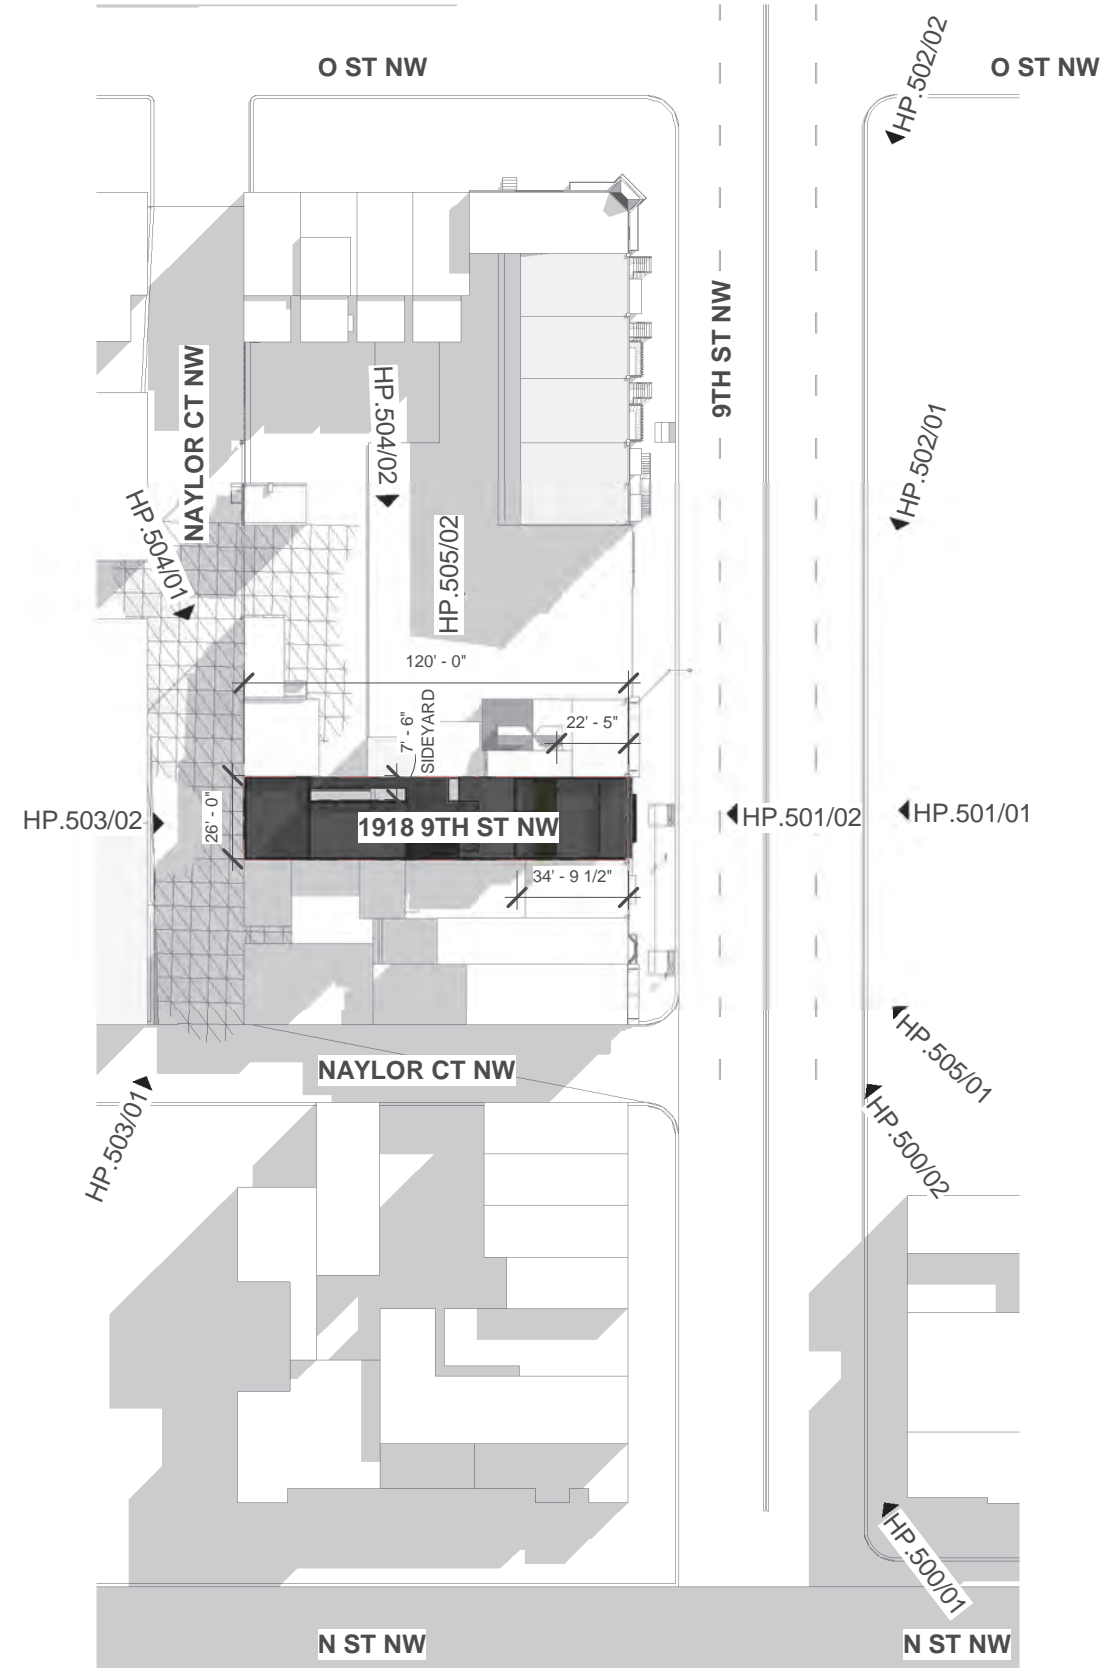 O ST NW
O ST NW
HP.502/02
9TH ST NW
NAYLOR CT NW
HP.504/02
HP.502/01
HP.504/01
HP.505/02
120' - 0"
7' - 6"
SIDEYARD
22' - 5"
HP.503/02
26' - 0"
1918 9TH ST NW
HP.501/02
HP.501/01
34' - 9 1/2"
HP.505/01
NAYLOR CT NW
HP.503/01
HP.500/02
HP.500/01
N ST NW
N ST NW